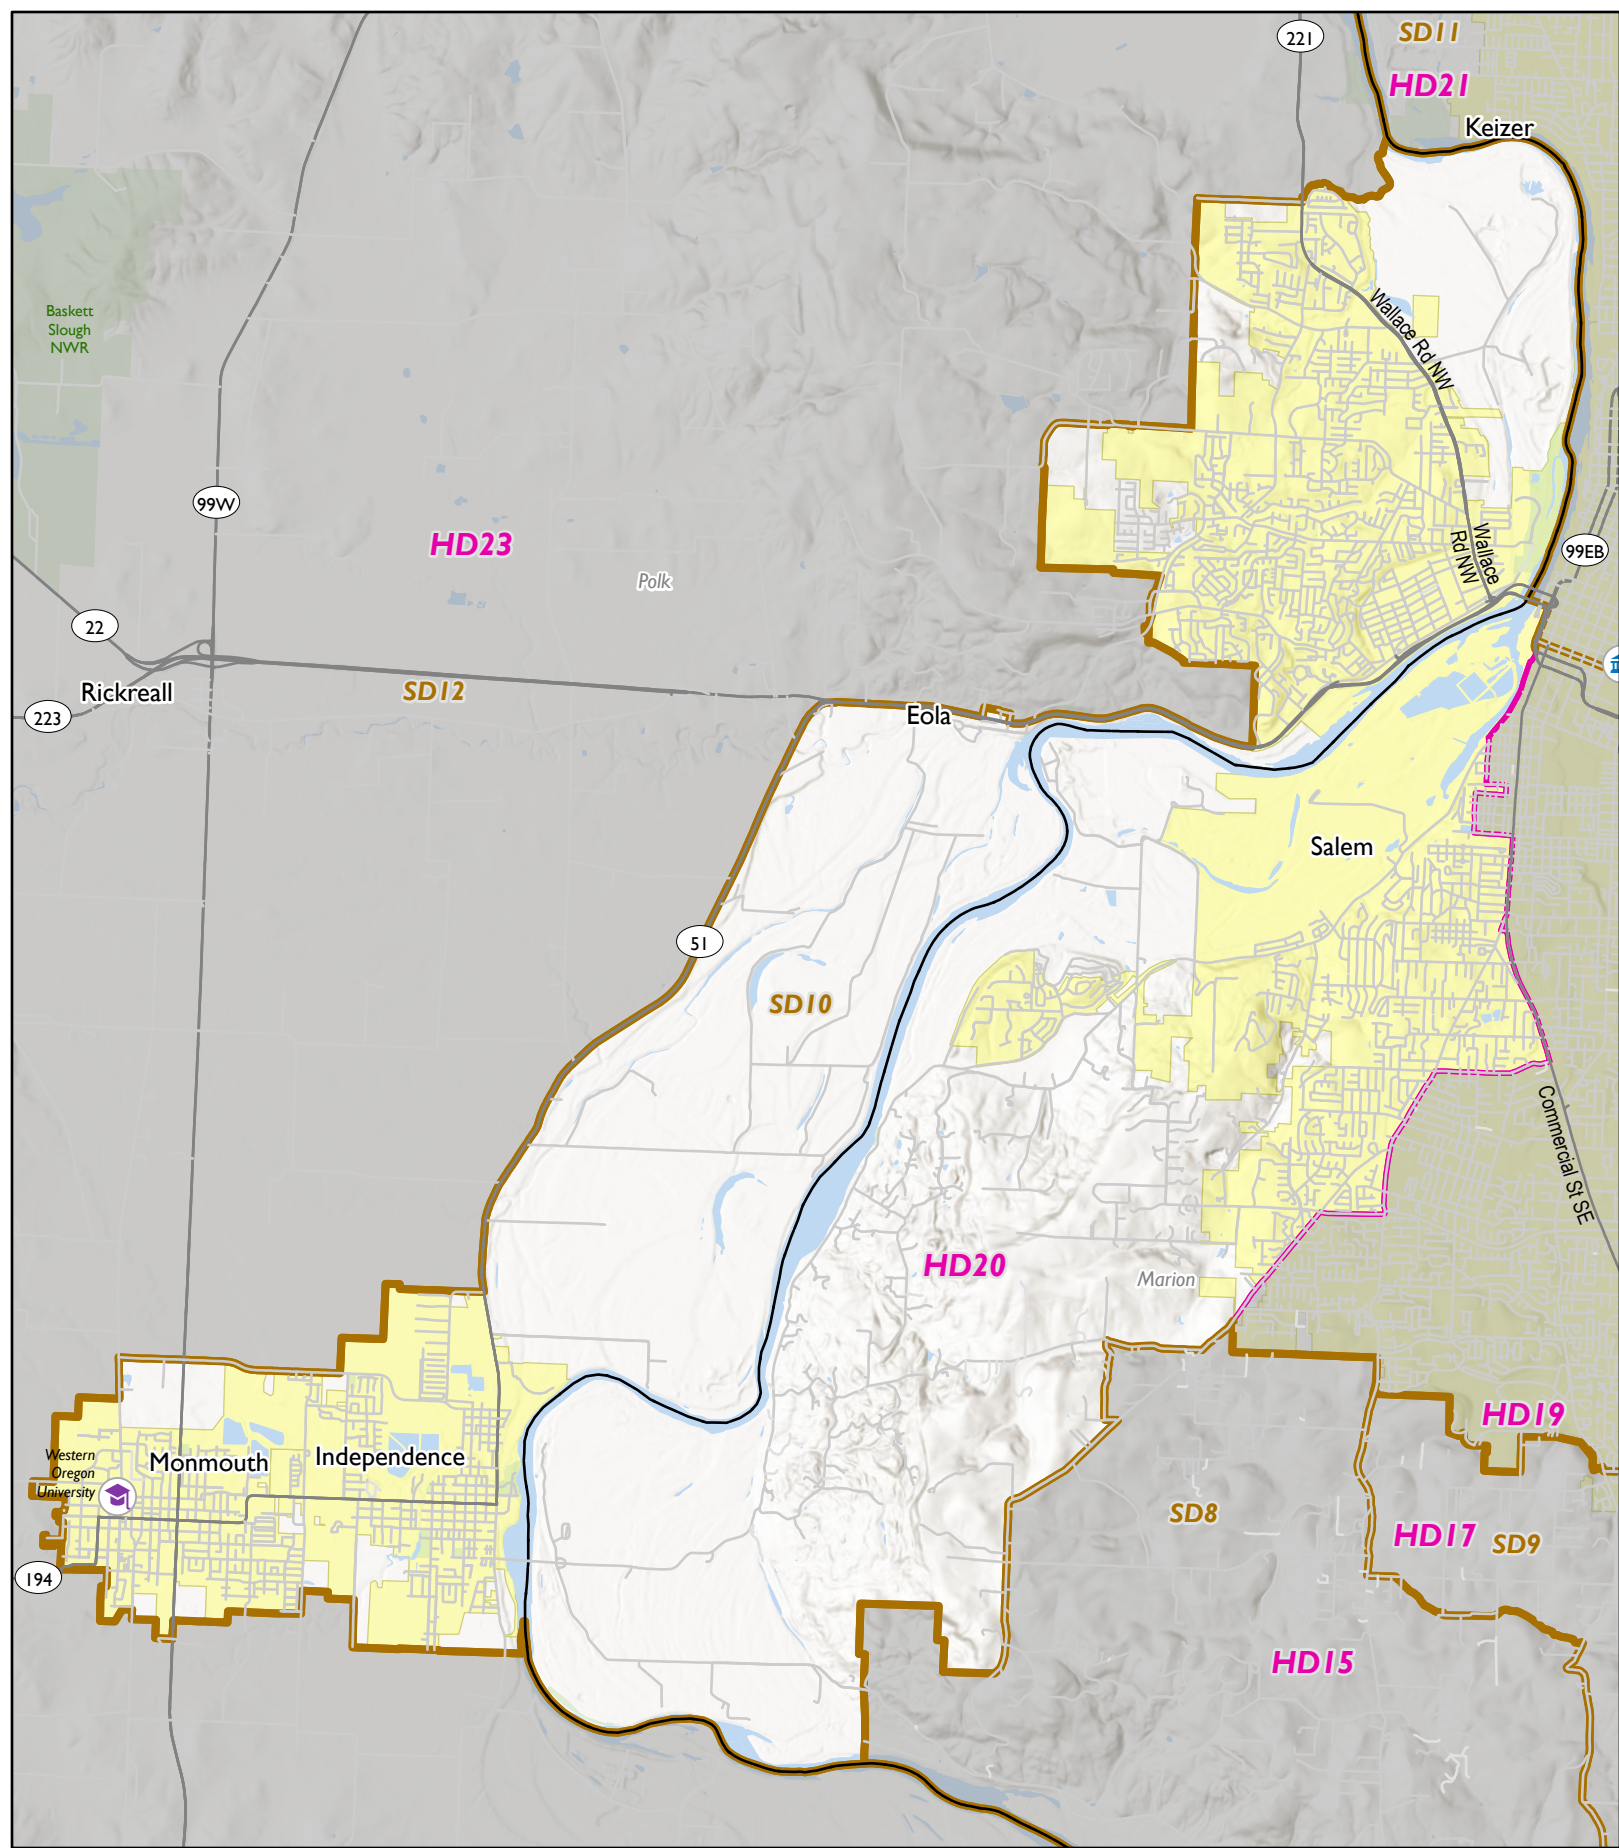 SD11
221
HD21
Keizer
Baskett
Slough
NWR
Wallace Rd NW
99W
HD23
Wallace
Rd NW
99EB
Polk
22
Rickreall
SD12
223
Eola
Salem
51
SD10
Commercial St SE
HD20
Marion
HD19
Western
Oregon
University
Monmouth
Independence
SD8
HD17
SD9
194
HD15